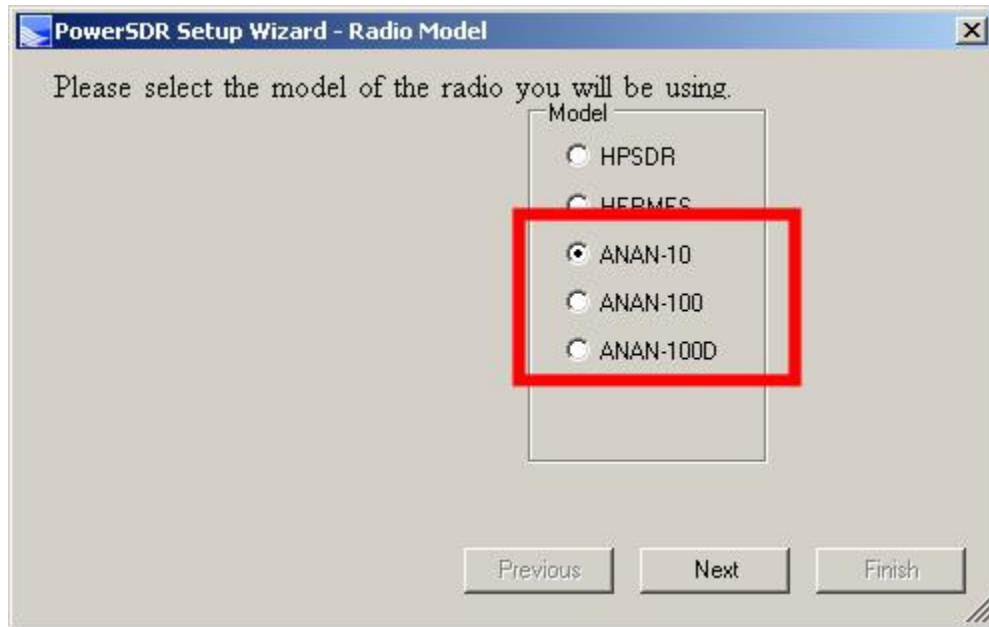 PowerSDR Setup Wizard - Radio Model
Please select the model of the radio you will be using.
Model
HPSDR
HERMES
ANAN-10
ANAN-100
ANAN-100D
Previous
Next
Finish